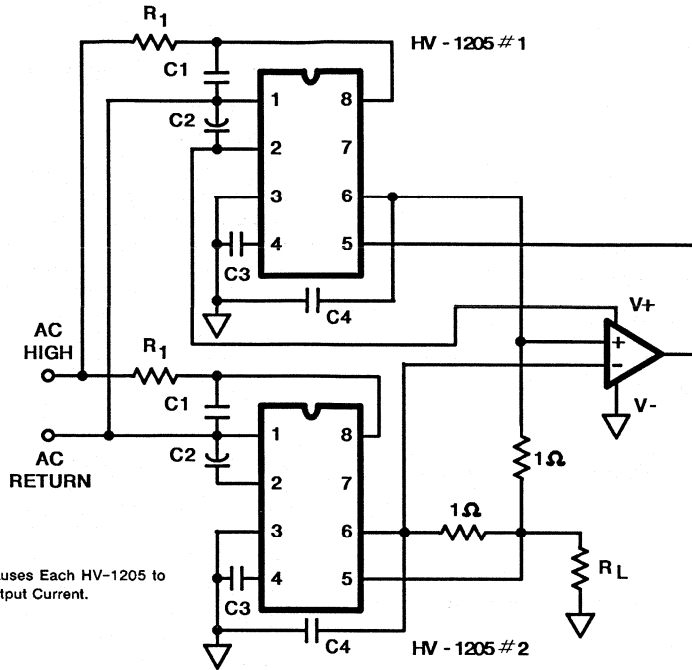 R1
HV - 1205 #1
C1
1
8
C2
2
7
3
6
4
5
C3
C4
V+
AC
HIGH
+
-
V-
R1
C1
1
8
AC
RETURN
C2
2
7
1Ω
1Ω
3
6
4
5
RL
C3
C4
uses Each HV-1205 to
tput Current.
HV - 1205 #2